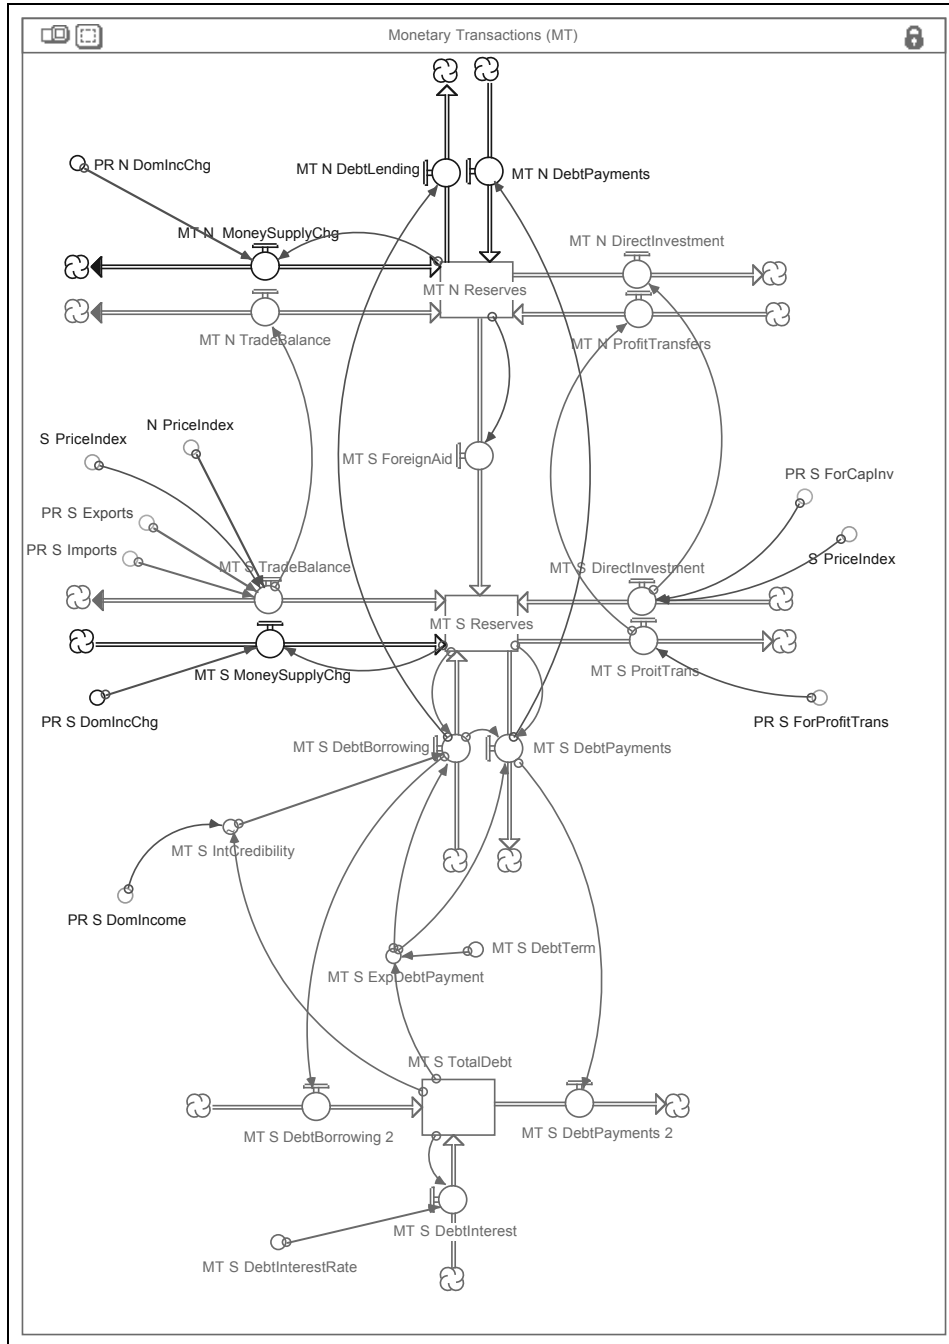 Monetary Transactions (MT)
PR N DomIncChg
MT N DebtLending
MT N DebtPayments
MT N MoneySupplyChg
MT N DirectInvestment
MT N Reserves
MT N TradeBalance
MT N ProfitTransfers
N PriceIndex
S PriceIndex
MT S ForeignAid
PR S ForCapInv
PR S Exports
PR S Imports
S PriceIndex
MT S TradeBalance
MT S DirectInvestment
MT S Reserves
MT S MoneySupplyChg
MT S ProitTrans
PR S DomIncChg
PR S ForProfitTrans
MT S DebtBorrowing
MT S DebtPayments
MT S IntCredibility
PR S DomIncome
MT S DebtTerm
MT S ExpDebtPayment
MT S TotalDebt
MT S DebtBorrowing 2
MT S DebtPayments 2
MT S DebtInterest
MT S DebtInterestRate